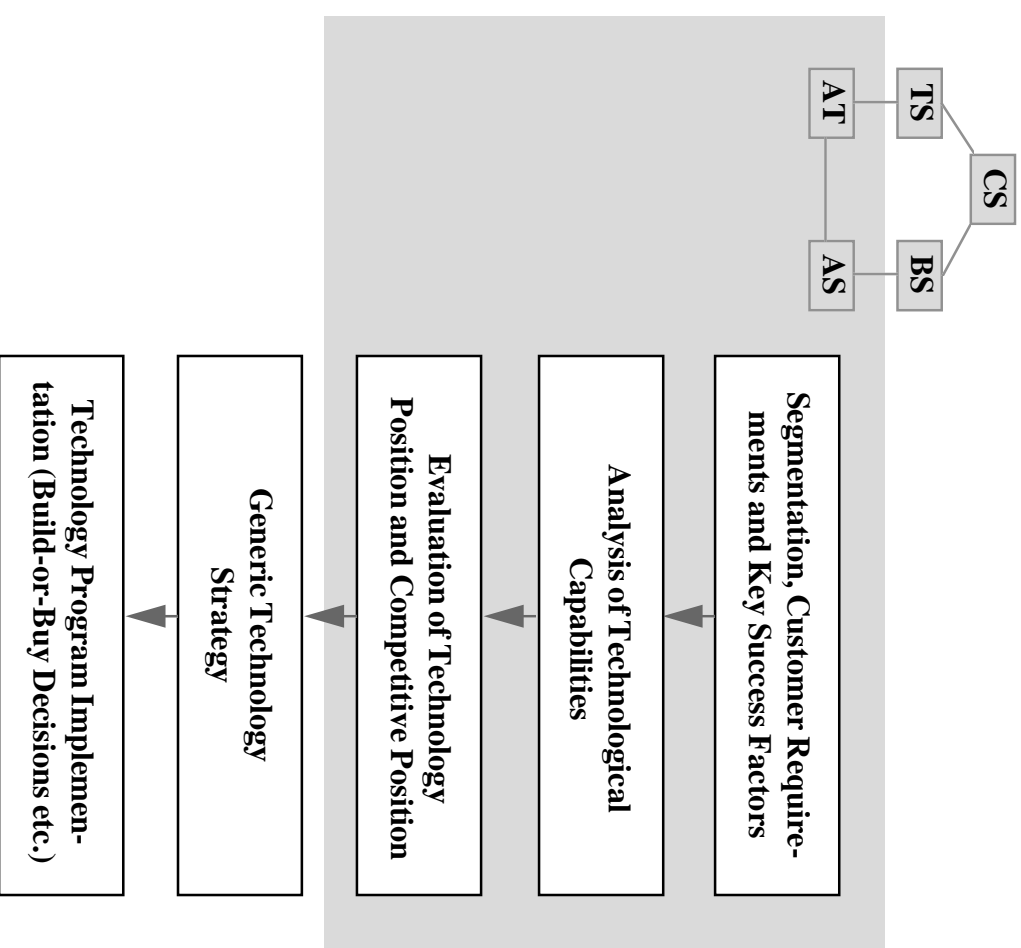 CS
TS
BS
AT
AS
Segmentation, Customer Require-
ments and Key Success Factors
Analysis of Technological
Capabilities
Evaluation of Technology
Position and Competitive Position
Generic Technology
Strategy
Technology Program Implemen-
tation (Build-or-Buy Decisions etc.)